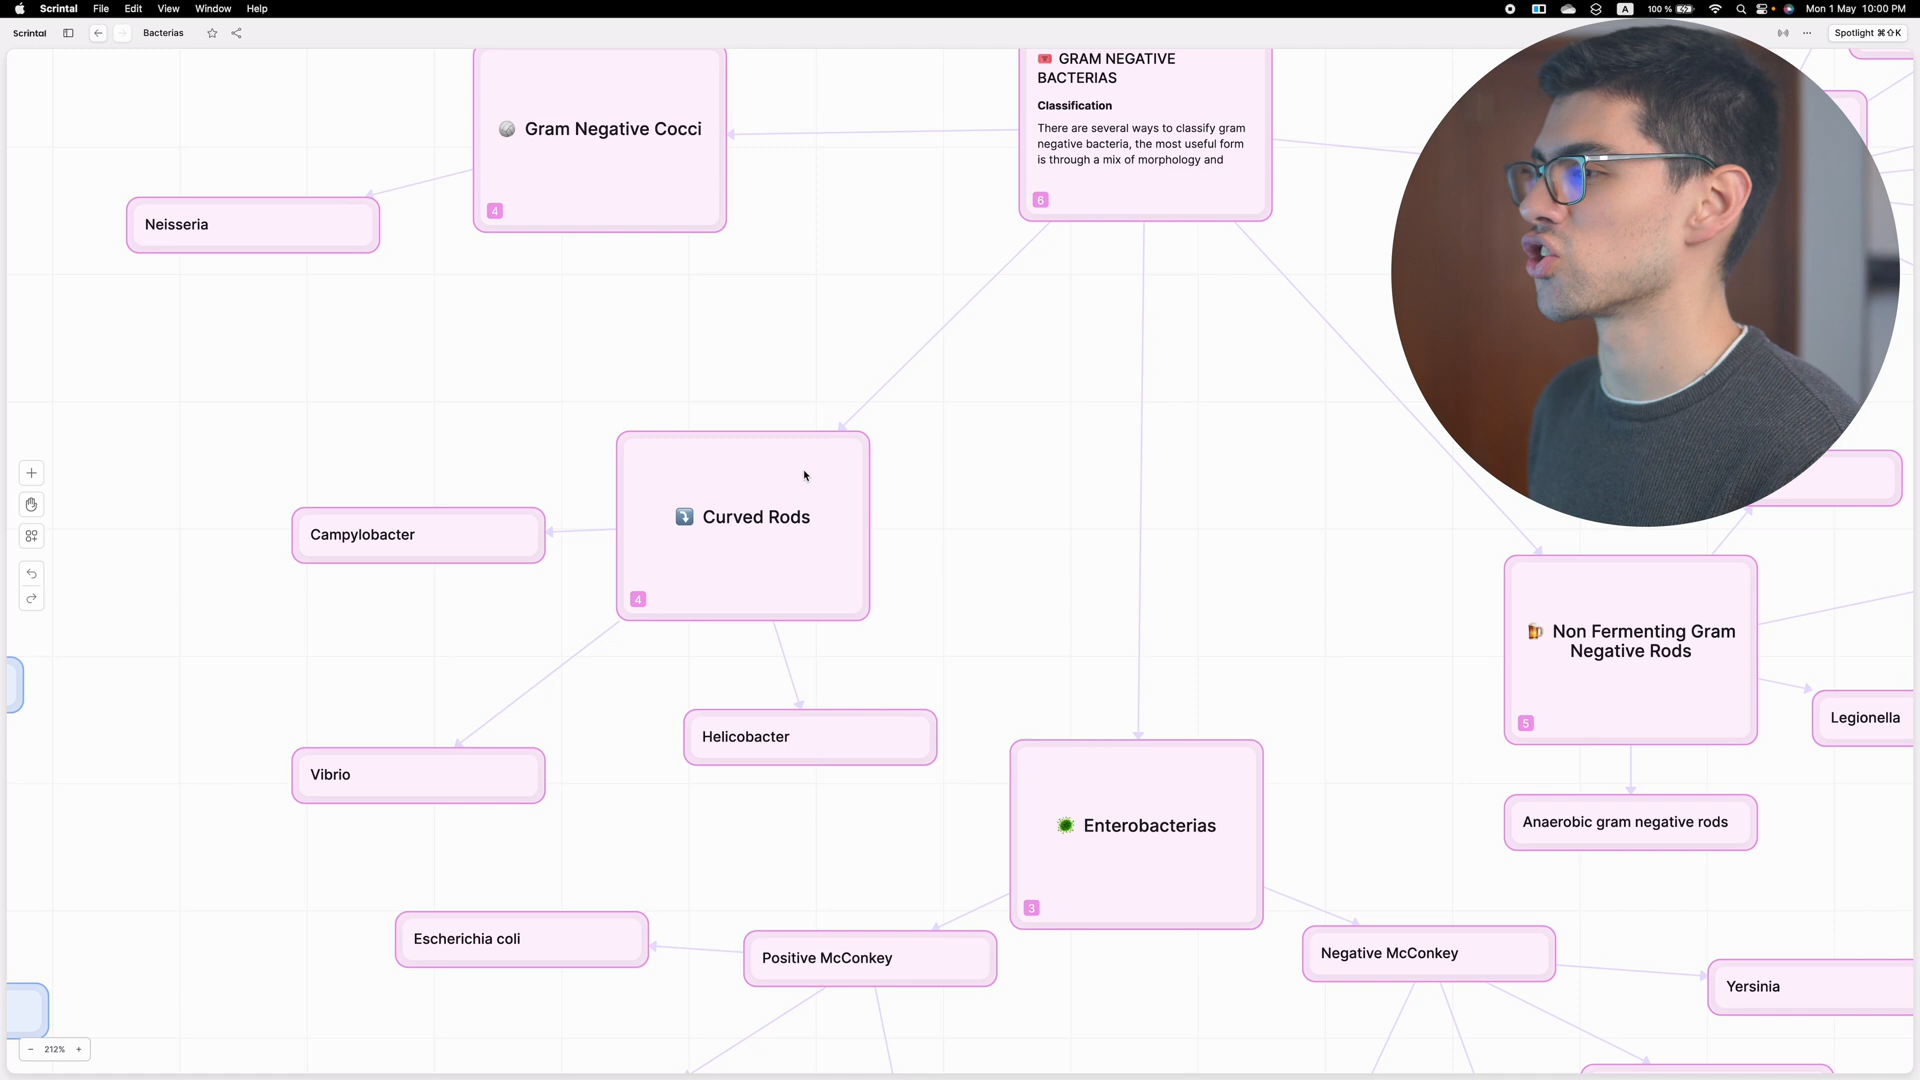 Scrintal File Edit View Window Help
A 100 % Mon 1 May 10:00 PM
Scrintal Bacterias Spotlight ⌘⇧K
GRAM NEGATIVE
BACTERIAS
Classification
There are several ways to classify gram
negative bacteria, the most useful form
is through a mix of morphology and
6
Gram Negative Cocci
4
Neisseria
Curved Rods
4
Campylobacter
Non Fermenting Gram
Negative Rods
5
Legionella
Helicobacter
Vibrio
Anaerobic gram negative rods
Enterobacterias
3
Escherichia coli
Positive McConkey
Negative McConkey
Yersinia
212%